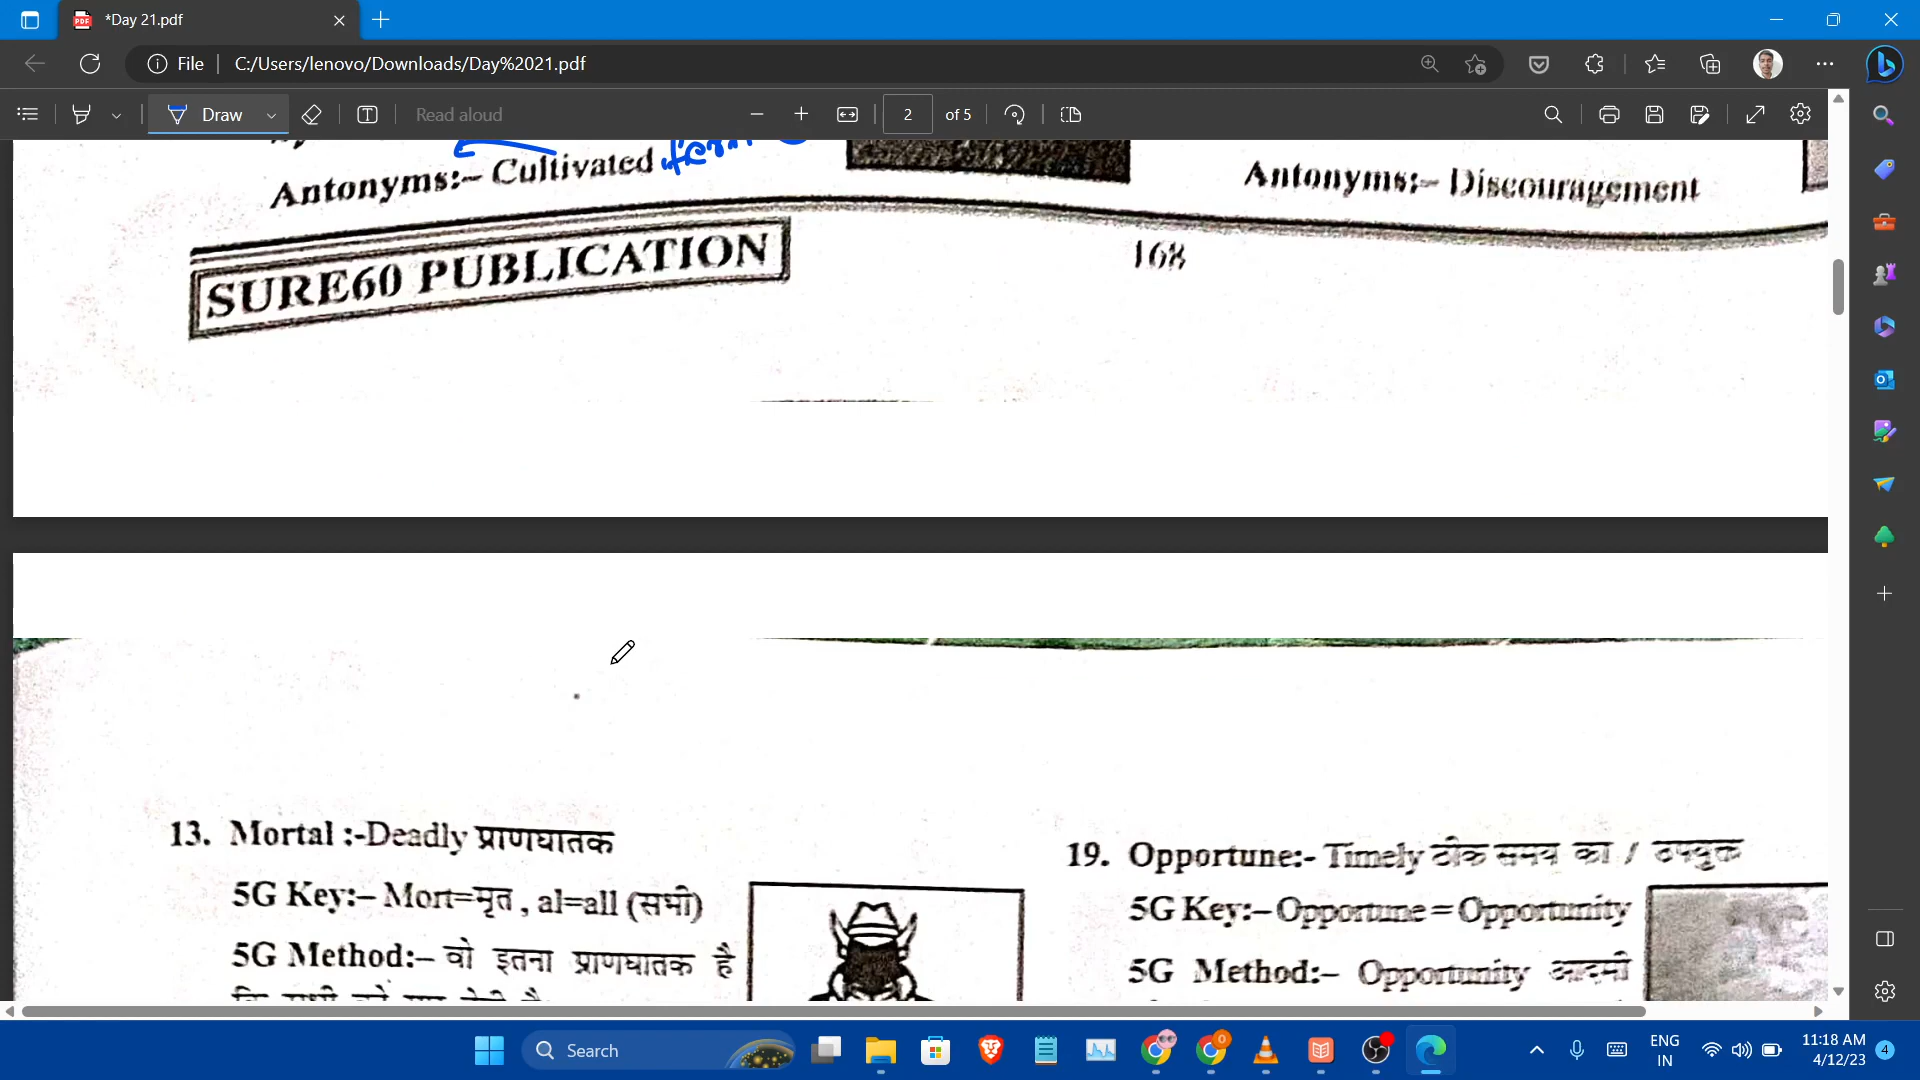 *Day 21.pdf
File
C:/Users/lenovo/Downloads/Day%2021.pdf
Draw
Read aloud
2
of 5
Antonyms:– Cultivated
Antonyms:– Discouragement
SURE60 PUBLICATION
168
13. Mortal :-Deadly प्राणघातक
5G Key:– Mort=मृत , al=all (सभी)
5G Method:– वो इतना प्राणघातक है
19. Opportune:- Timely ठीक समय का / उपयुक्त
5G Key:– Opportune = Opportunity
5G Method:– Opportunity आदमी
Search
ENG
IN
11:18 AM
4/12/23
4